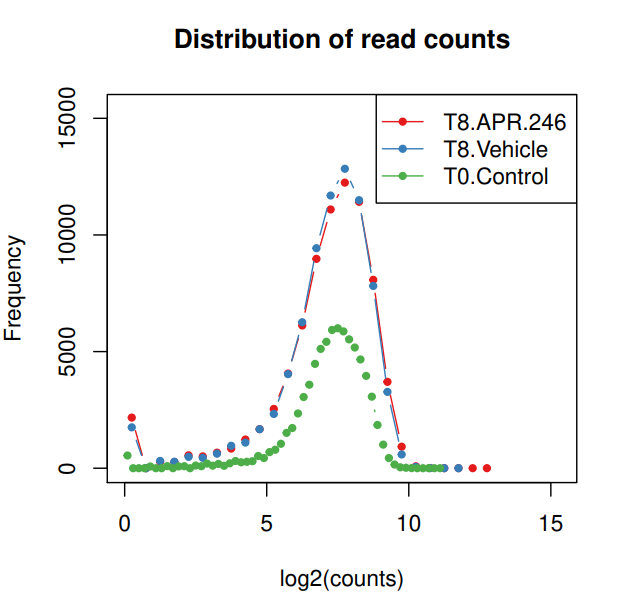 Distribution of read counts
T8.APR.246
T8.Vehicle
T0.Control
Frequency
15000
10000
5000
0
0 5 10 15
log2(counts)